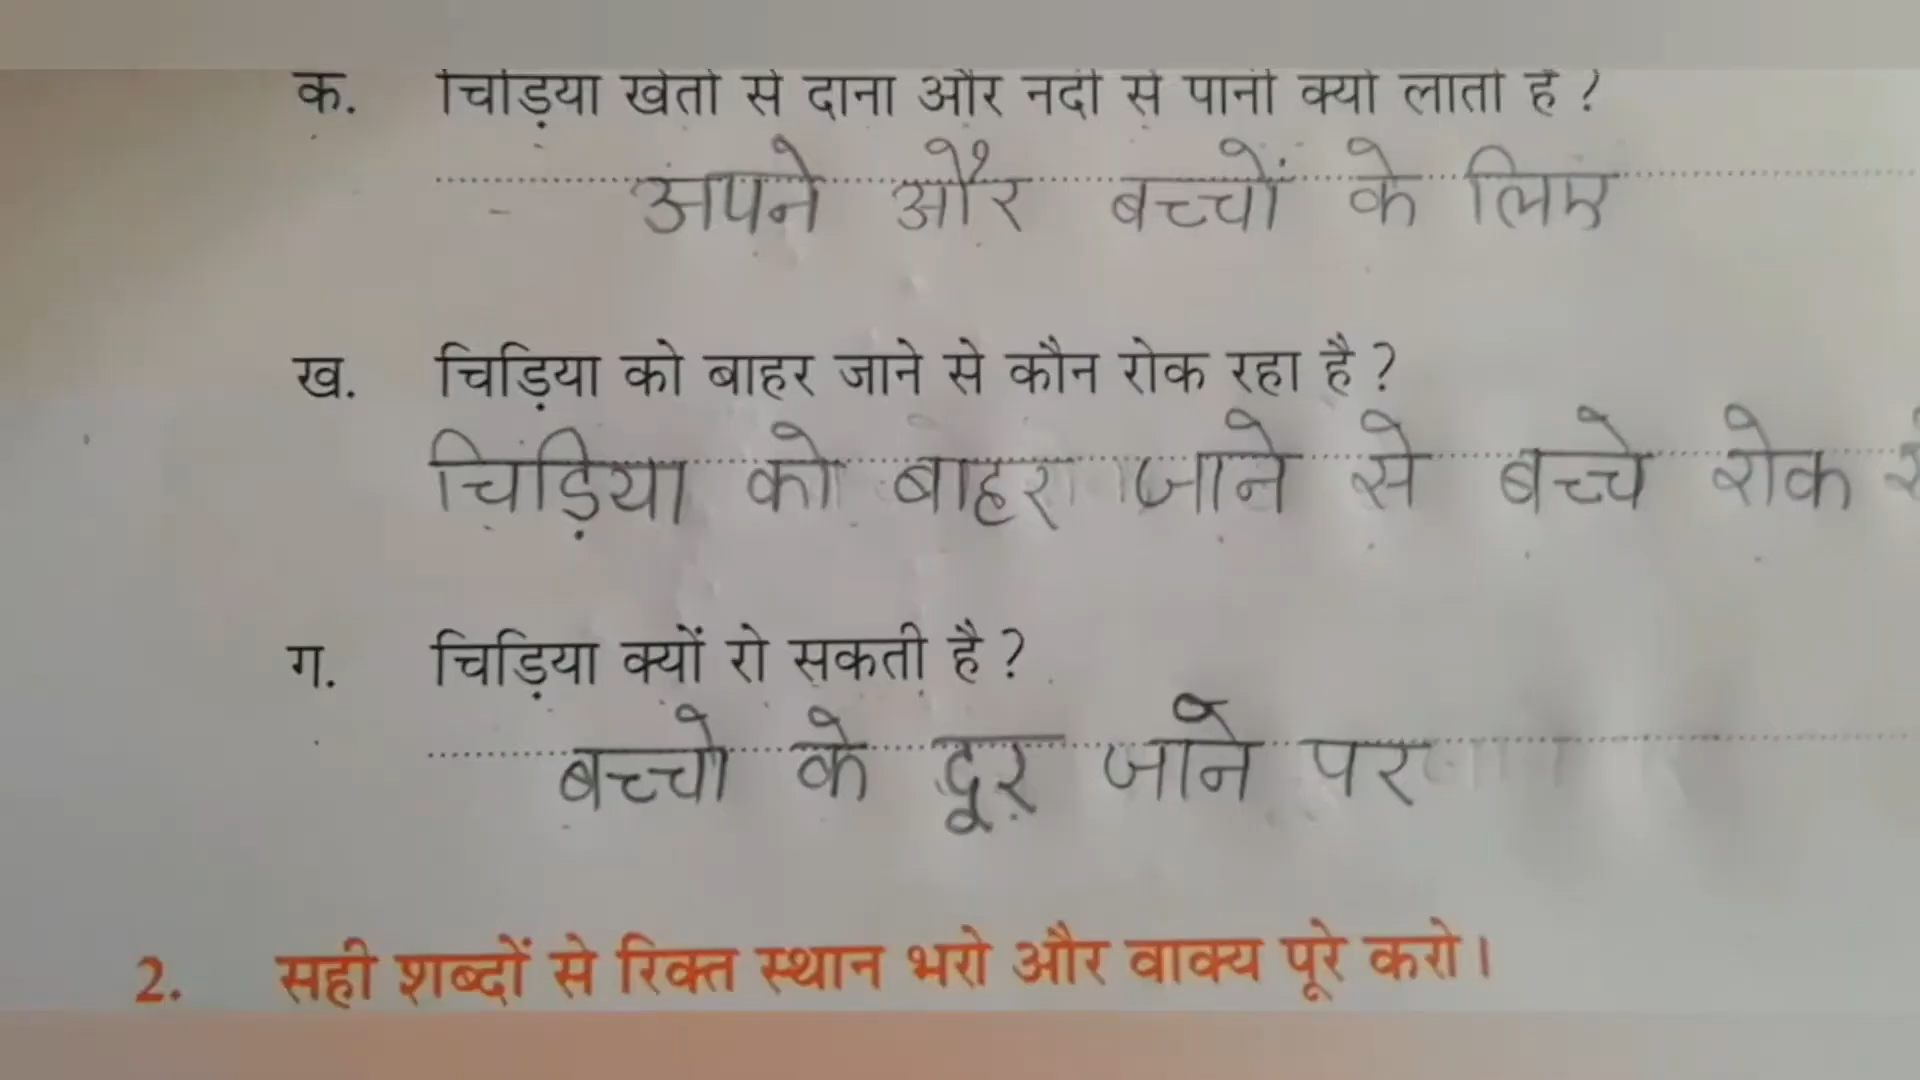 क. चिड़िया खेतों से दाना और नदी से पानी क्यों लाती है ?
अपने और बच्चों के लिए
ख. चिड़िया को बाहर जाने से कौन रोक रहा है ?
चिड़िया को बाहर जाने से बच्चे रोक
ग. चिड़िया क्यों रो सकती है ?
बच्चो के दूर जाने पर
2. सही शब्दों से रिक्त स्थान भरो और वाक्य पूरे करो।